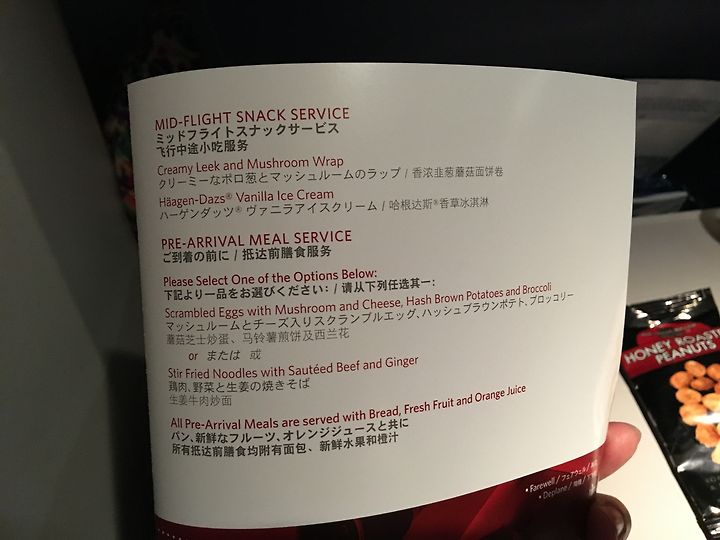 MID-FLIGHT SNACK SERVICE
ミッドフライトスナックサービス
飞行中途小吃服务
Creamy Leek and Mushroom Wrap
クリーミーなポロ葱とマッシュルームのラップ / 香浓韭葱蘑菇面饼卷
Häagen-Dazs® Vanilla Ice Cream
ハーゲンダッツ® ヴァニラアイスクリーム / 哈根达斯®香草冰淇淋
PRE-ARRIVAL MEAL SERVICE
ご到着の前に / 抵达前膳食服务
Please Select One of the Options Below:
下記より一品をお選びください: / 请从下列任选其一:
Scrambled Eggs with Mushroom and Cheese, Hash Brown Potatoes and Broccoli
マッシュルームとチーズ入りスクランブルエッグ、ハッシュブラウンポテト、ブロッコリー
蘑菇芝士炒蛋、马铃薯煎饼及西兰花
or または 或
Stir Fried Noodles with Sautéed Beef and Ginger
鶏肉、野菜と生姜の焼きそば
生姜牛肉炒面
All Pre-Arrival Meals are served with Bread, Fresh Fruit and Orange Juice
パン、新鮮なフルーツ、オレンジジュースと共に
所有抵达前膳食均附有面包、新鲜水果和橙汁
• Farewell / フェアウェル /
• Deplane /
HONEY ROAST
PEANUTS